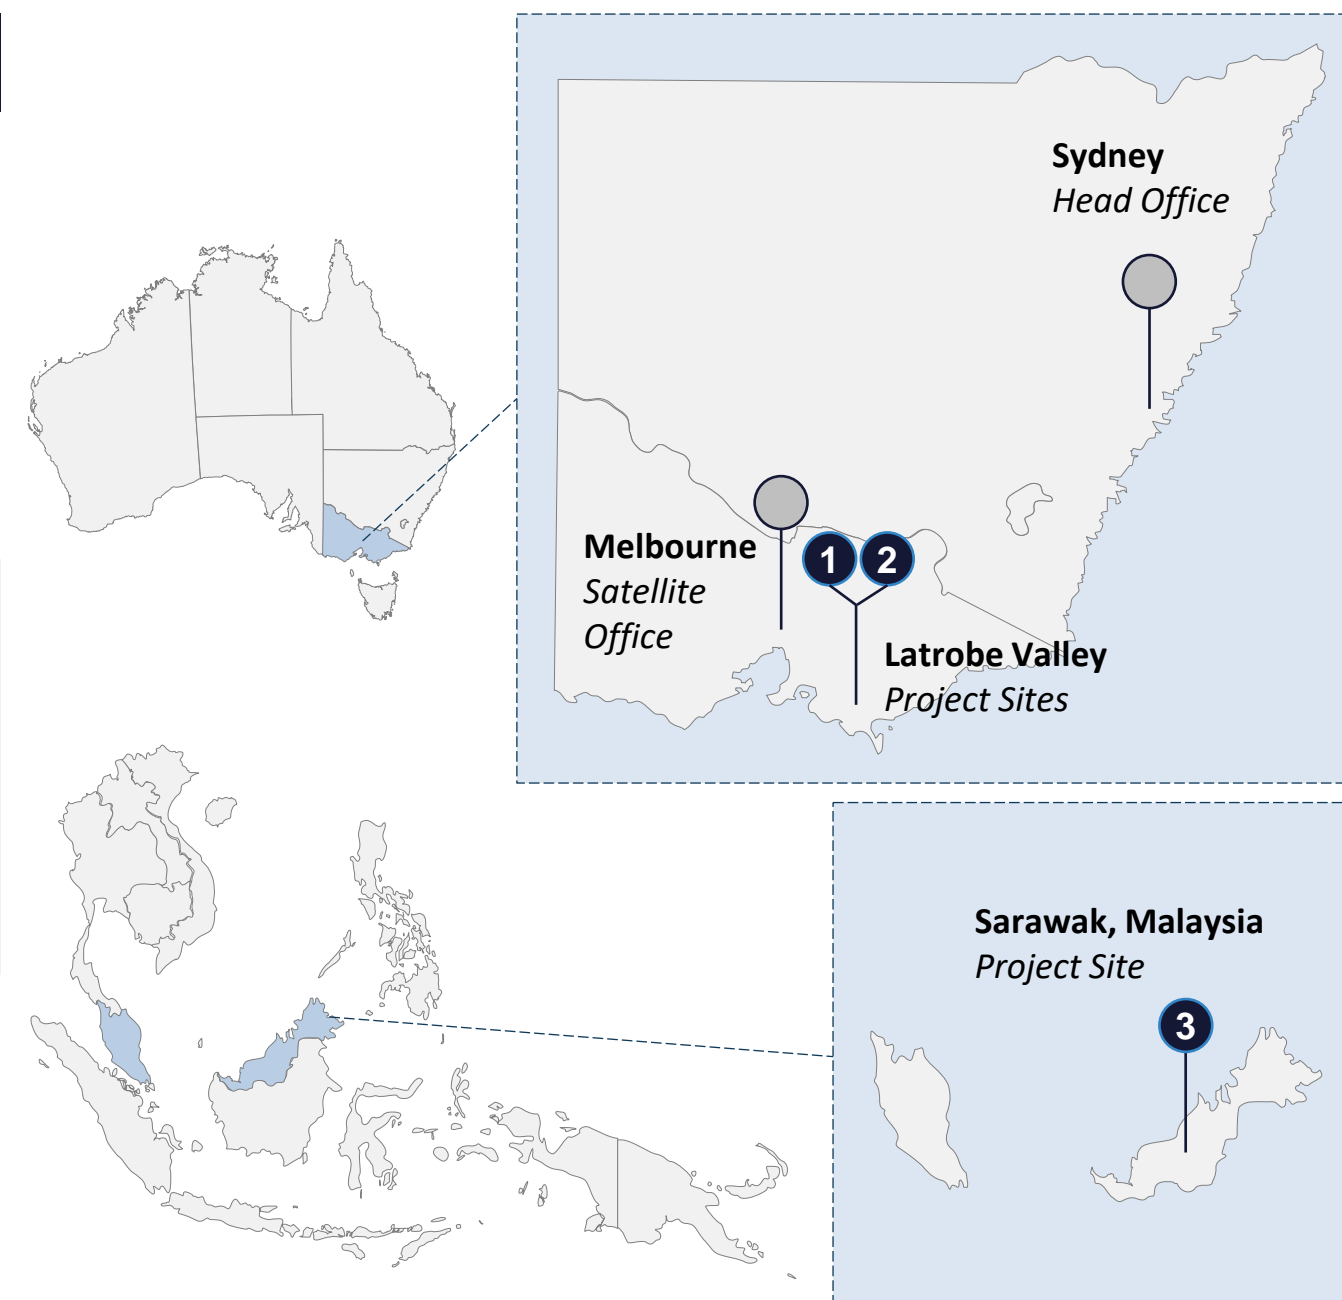 Sydney
Head Office
Melbourne
Satellite
Office
1
2
Latrobe Valley
Project Sites
Sarawak, Malaysia
Project Site
3